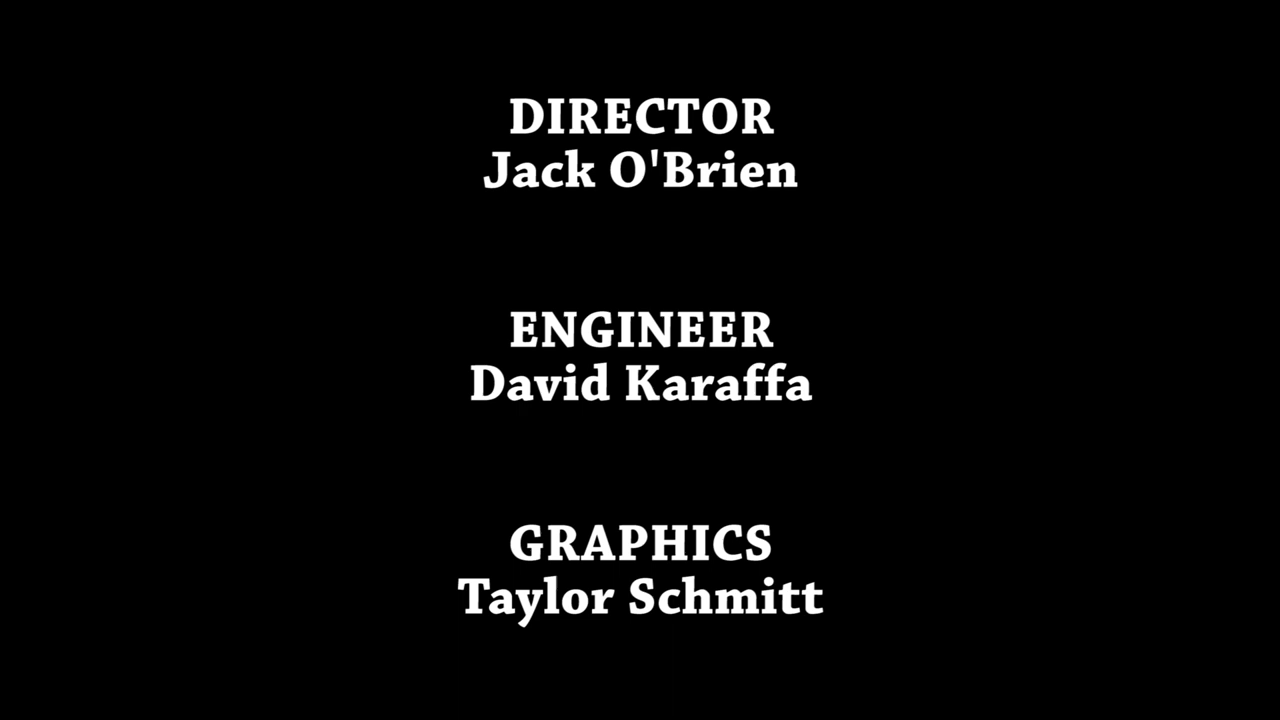 DIRECTOR
Jack O'Brien
ENGINEER
David Karaffa
GRAPHICS
Taylor Schmitt